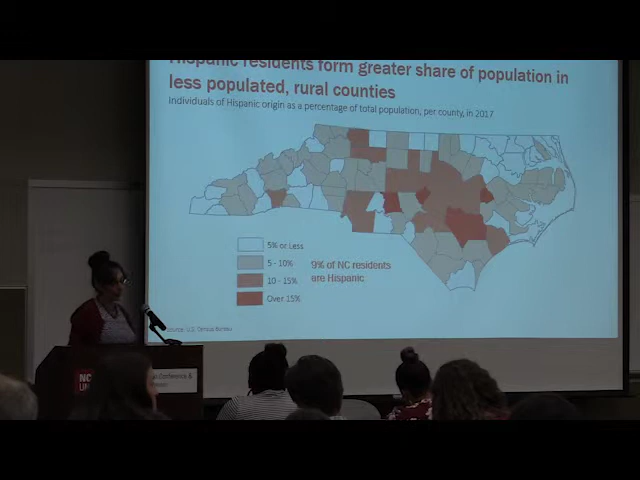 Hispanic residents form greater share of population in
less populated, rural counties
Individuals of Hispanic origin as a percentage of total population, per county, in 2017
5% or Less
5 - 10%
10 - 15%
Over 15%
9% of NC residents
are Hispanic
Source: U.S. Census Bureau
NC
Conference &